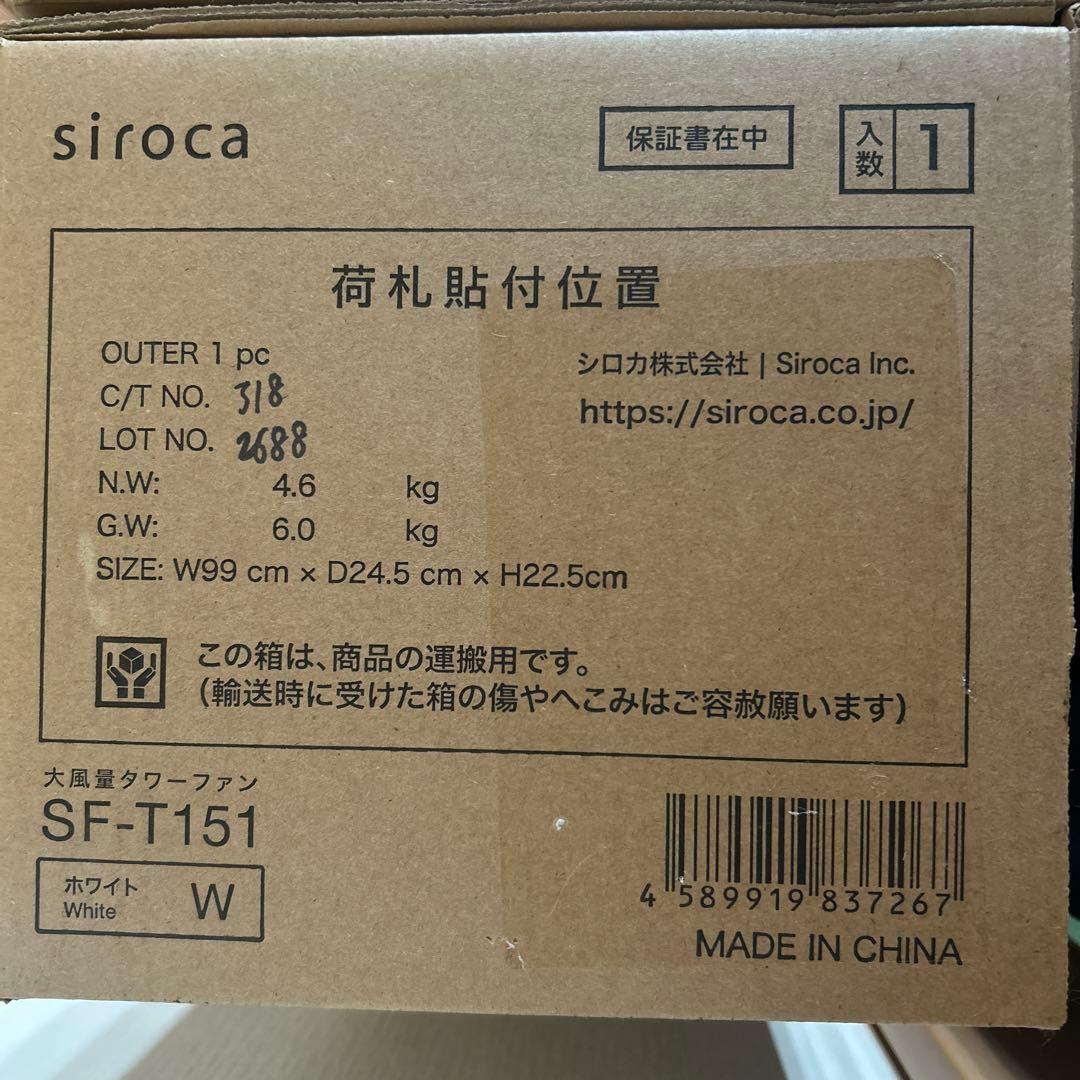 siroca
保証書在中
入数 1
荷札貼付位置
OUTER 1 pc
C/T NO. 318
LOT NO. 2688
N.W: 4.6 kg
G.W: 6.0 kg
SIZE: W99 cm × D24.5 cm × H22.5cm
シロカ株式会社 | Siroca Inc.
https://siroca.co.jp/
この箱は、商品の運搬用です。
(輸送時に受けた箱の傷やへこみはご容赦願います)
大風量タワーファン
SF-T151
ホワイト
White
W
4 589919 837267
MADE IN CHINA